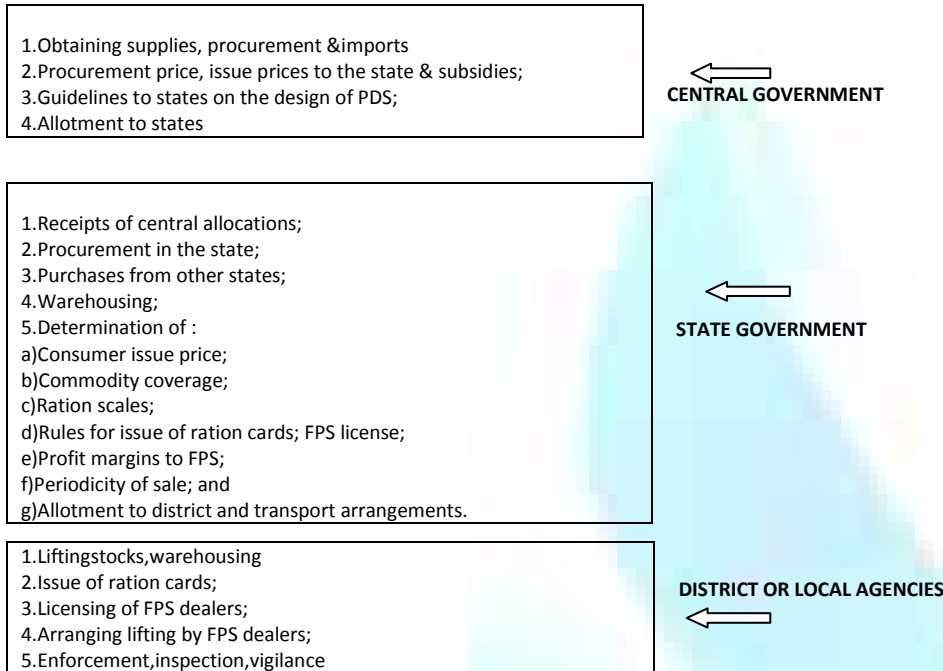 1.Obtaining supplies, procurement &imports
2.Procurement price, issue prices to the state & subsidies;
3.Guidelines to states on the design of PDS;
4.Allotment to states
CENTRAL GOVERNMENT
1.Receipts of central allocations;
2.Procurement in the state;
3.Purchases from other states;
4.Warehousing;
5.Determination of :
a)Consumer issue price;
b)Commodity coverage;
c)Ration scales;
d)Rules for issue of ration cards; FPS license;
e)Profit margins to FPS;
f)Periodicity of sale; and
g)Allotment to district and transport arrangements.
STATE GOVERNMENT
1.Liftingstocks,warehousing
2.Issue of ration cards;
3.Licensing of FPS dealers;
4.Arranging lifting by FPS dealers;
5.Enforcement,inspection,vigilance
DISTRICT OR LOCAL AGENCIES